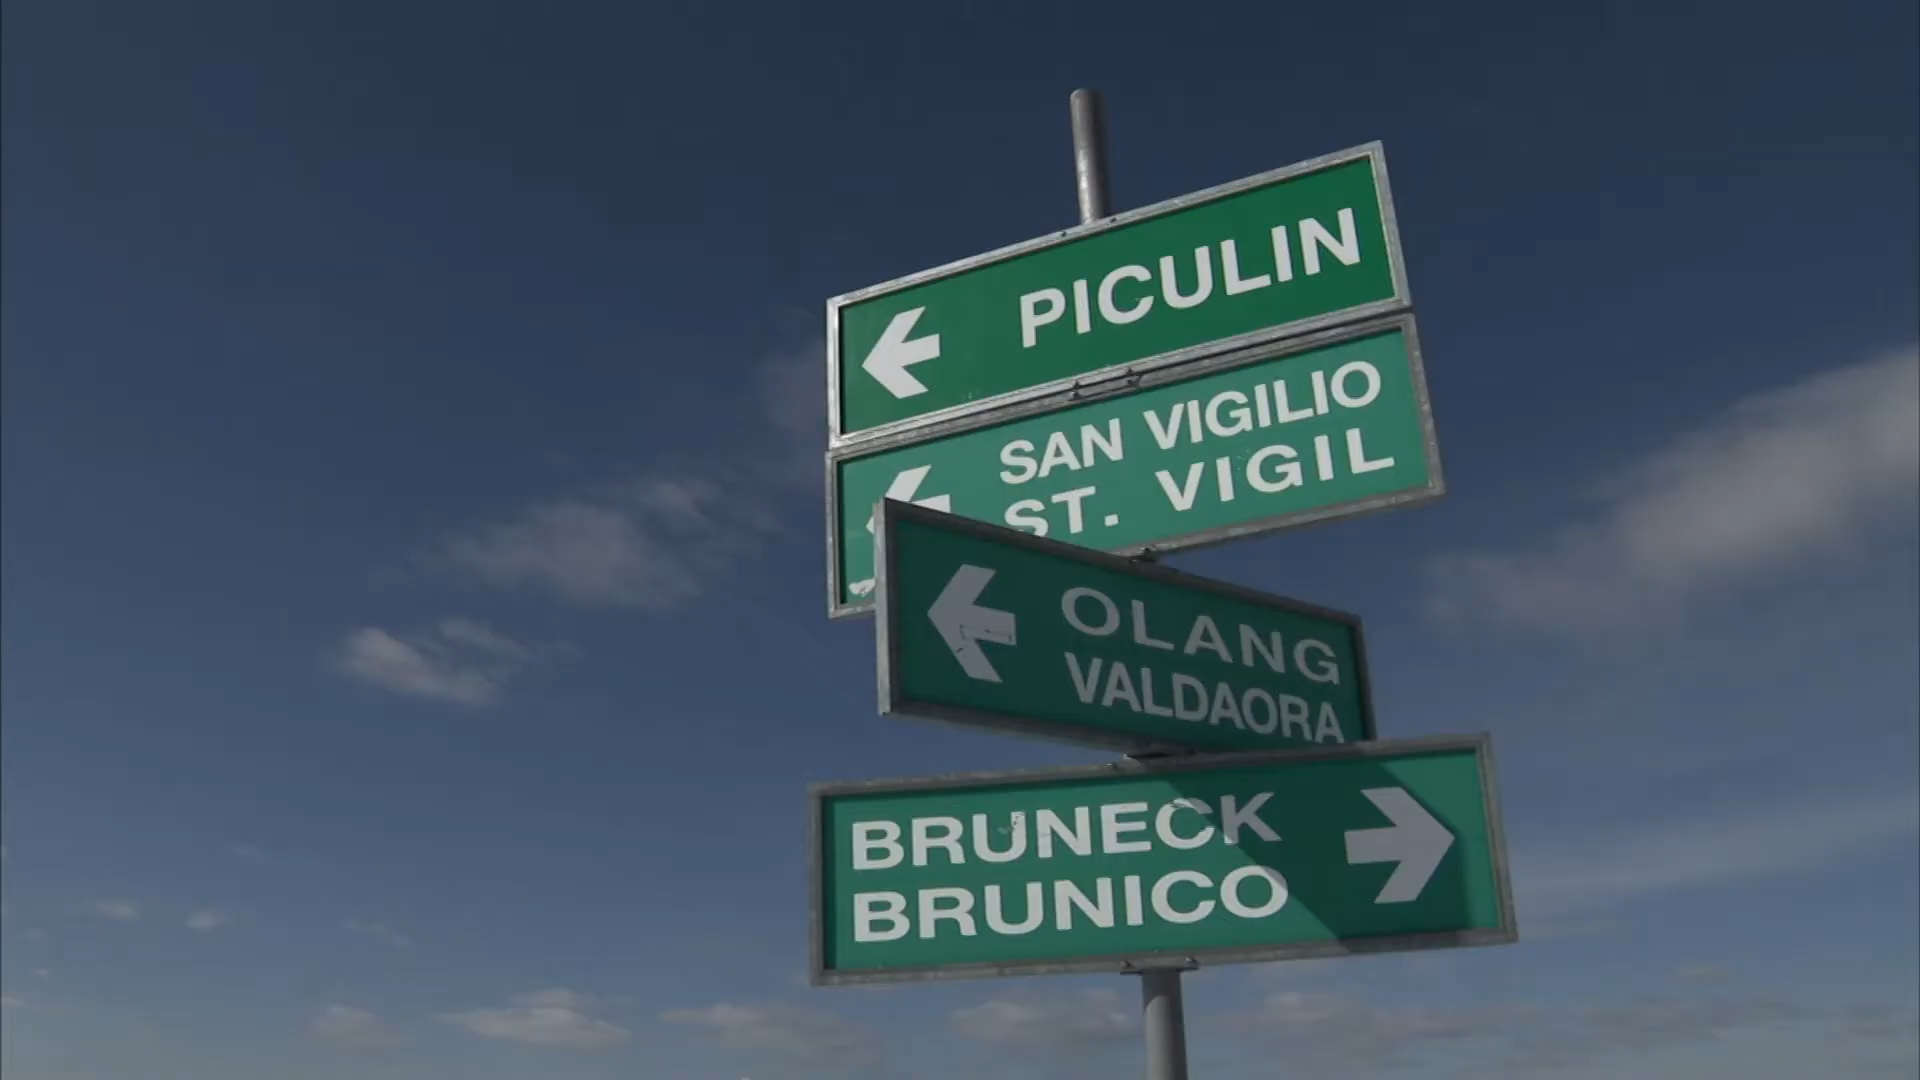 PICULIN
SAN VIGILIO
ST. VIGIL
OLANG
VALDAORA
BRUNECK
BRUNICO